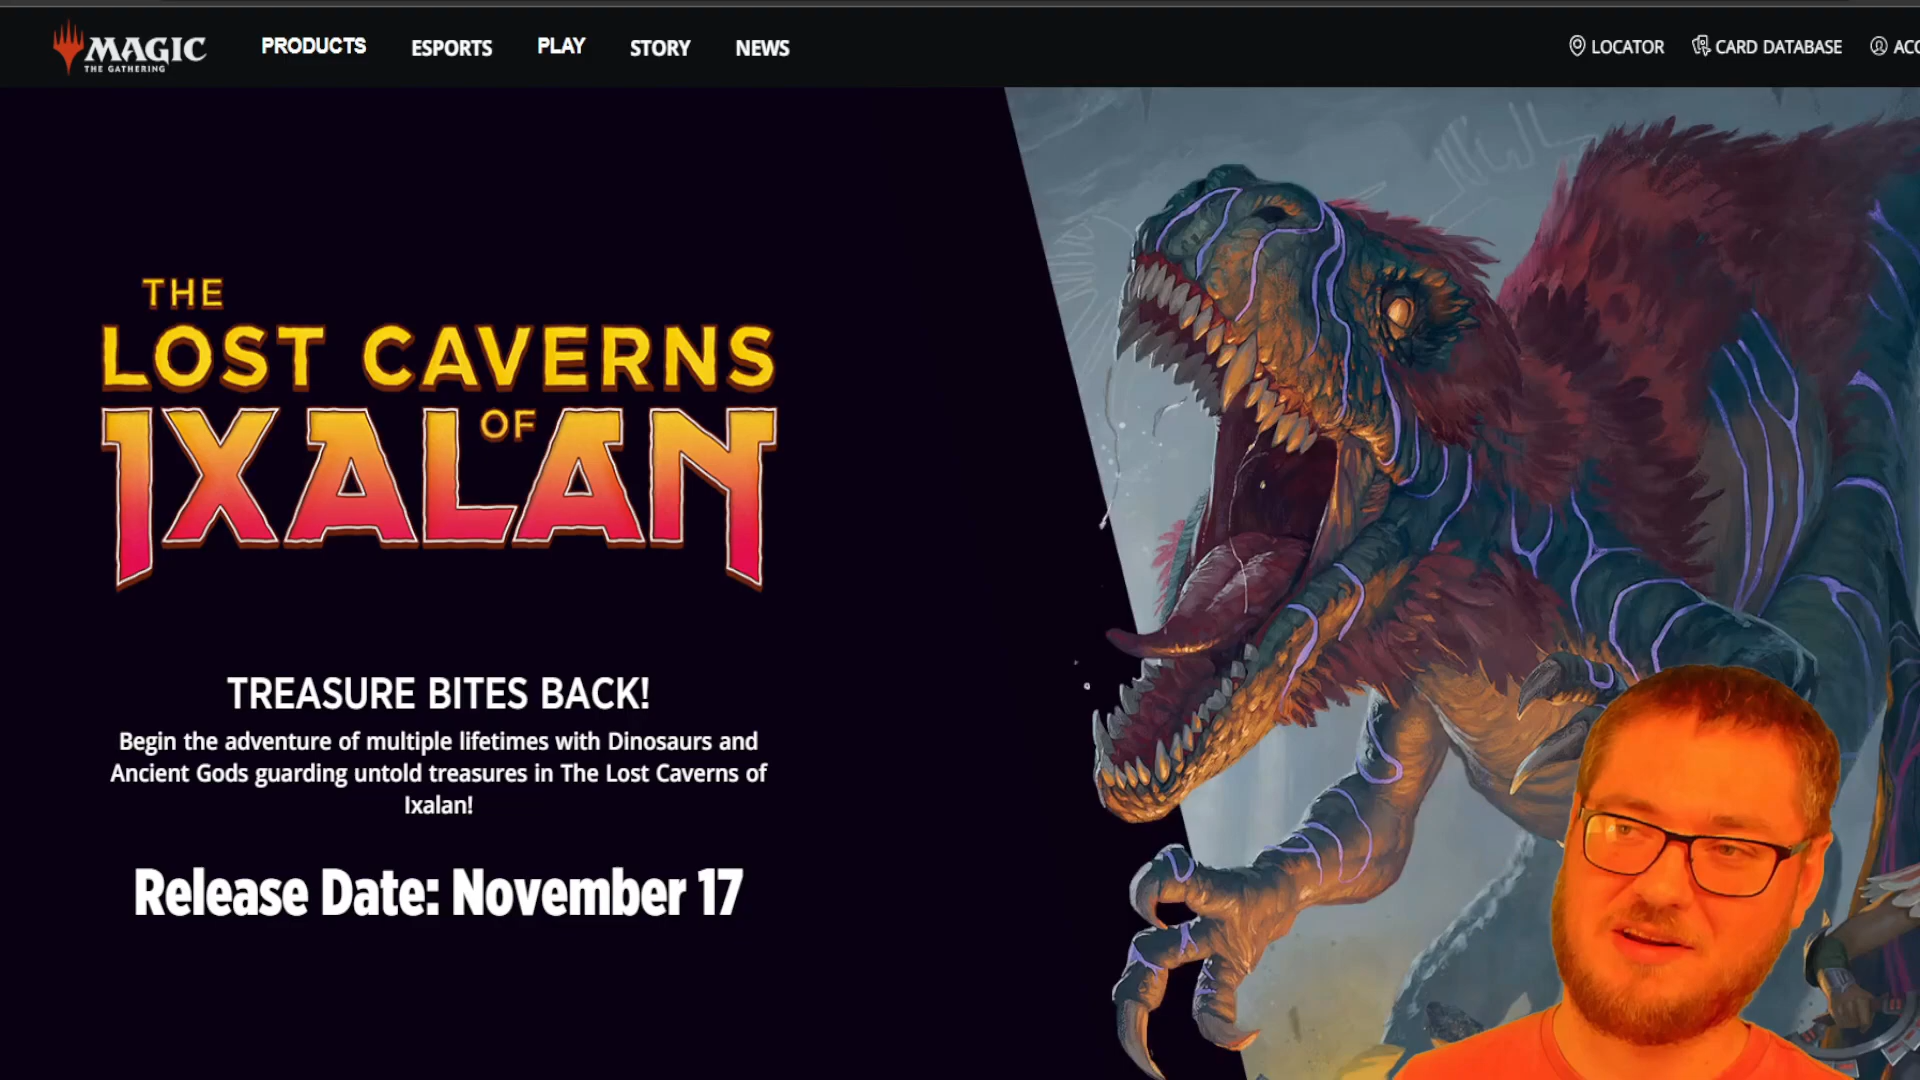 MAGIC
THE GATHERING
PRODUCTS
ESPORTS
PLAY
STORY
NEWS
LOCATOR
CARD DATABASE
ACC
THE
LOST CAVERNS
OF
IXALAN
TREASURE BITES BACK!
Begin the adventure of multiple lifetimes with Dinosaurs and
Ancient Gods guarding untold treasures in The Lost Caverns of
Ixalan!
Release Date: November 17